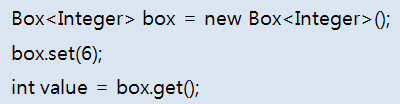 Box<Integer> box = new Box<Integer>();
box.set(6);
int value = box.get();